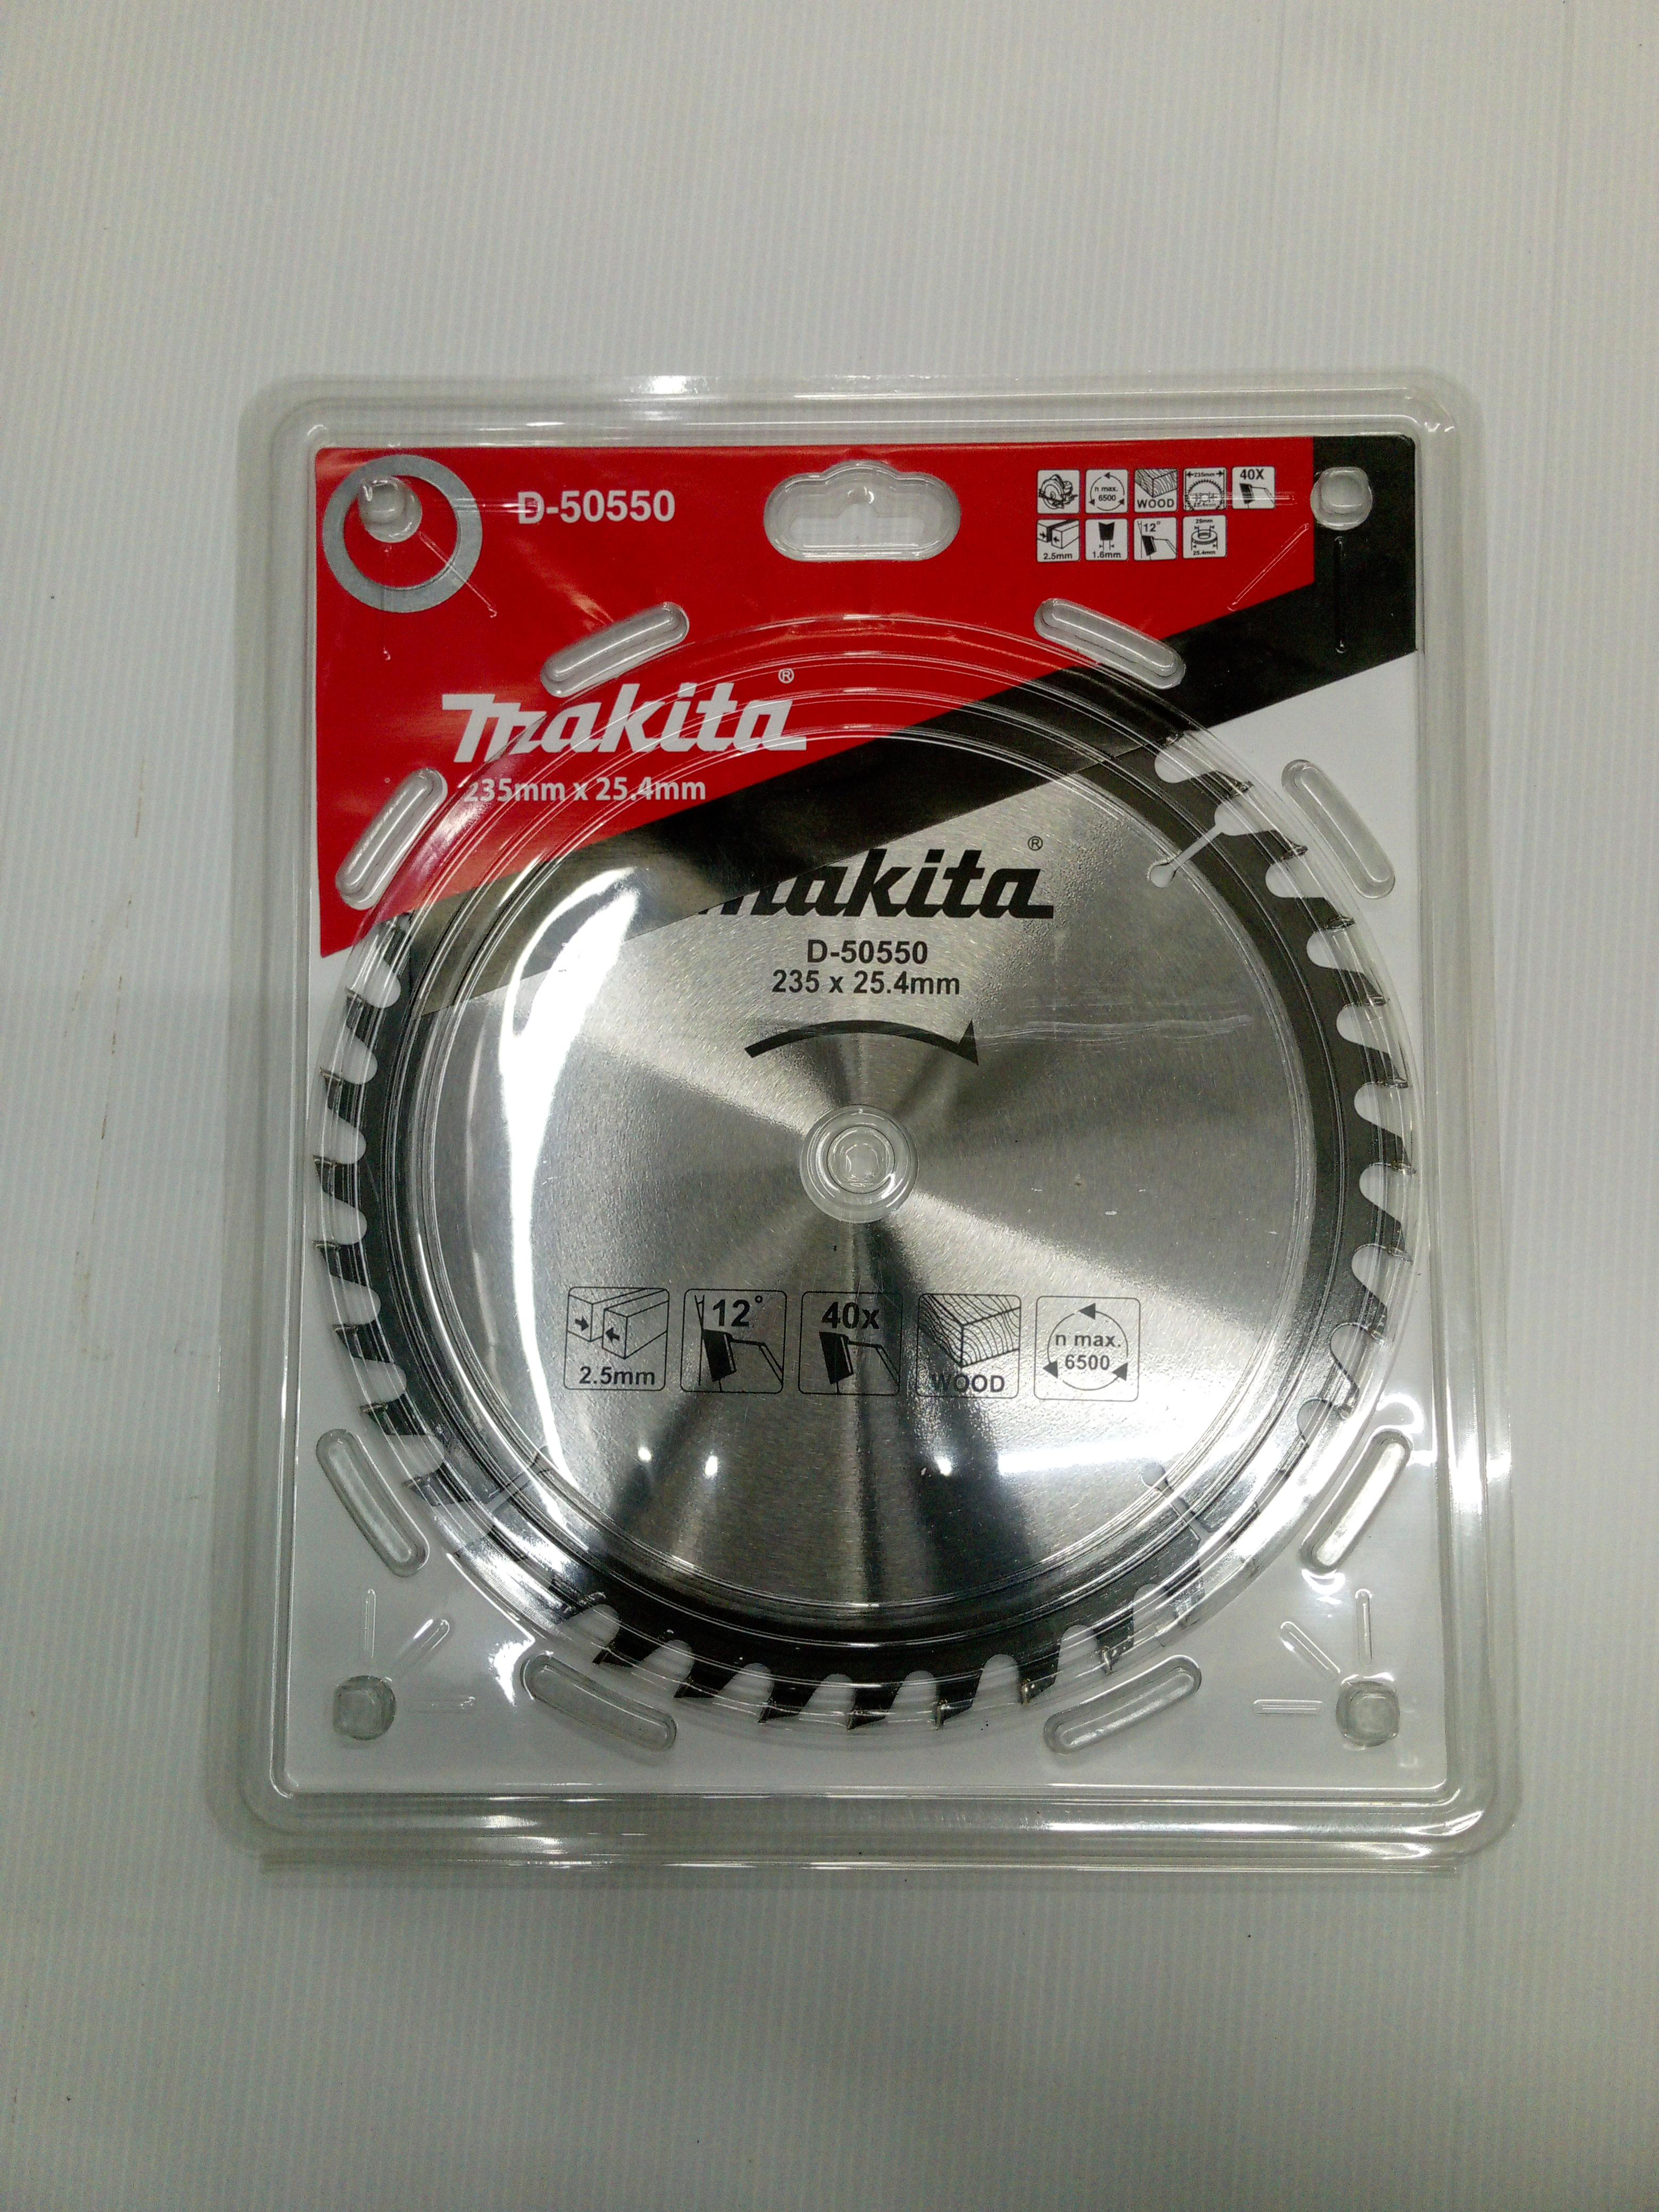 D-50550
n max.
6500
WOOD
235mm
40X
2.5mm
1.6mm
12°
25mm
25.4mm
makita®
235mm x 25.4mm
makita®
D-50550
235 x 25.4mm
2.5mm
12°
40x
WOOD
n max.
6500